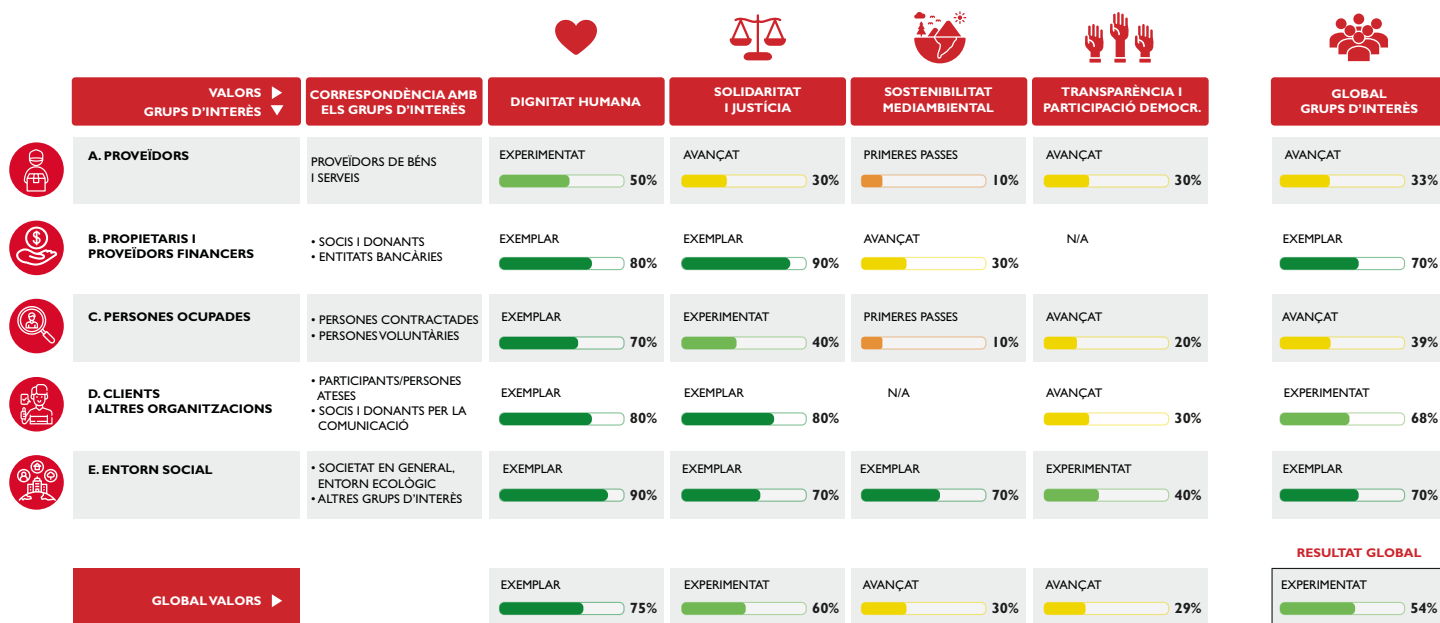 VALORS ▶
GRUPS D'INTERÈS ▼
CORRESPONDÈNCIA AMB
ELS GRUPS D'INTERÈS
DIGNITAT HUMANA
SOLIDARITAT
I JUSTÍCIA
SOSTENIBILITAT
MEDIAMBIENTAL
TRANSPARÈNCIA I
PARTICIPACIÓ DEMOCR.
GLOBAL
GRUPS D'INTERÈS
A. PROVEÏDORS
PROVEÏDORS DE BÉNS
I SERVEIS
EXPERIMENTAT
50%
AVANÇAT
30%
PRIMERES PASSES
10%
AVANÇAT
30%
AVANÇAT
33%
B. PROPIETARIS I
PROVEÏDORS FINANCERS
• SOCIS I DONANTS
• ENTITATS BANCÀRIES
EXEMPLAR
80%
EXEMPLAR
90%
AVANÇAT
30%
N/A
EXEMPLAR
70%
C. PERSONES OCUPADES
• PERSONES CONTRACTADES
• PERSONES VOLUNTÀRIES
EXEMPLAR
70%
EXPERIMENTAT
40%
PRIMERES PASSES
10%
AVANÇAT
20%
AVANÇAT
39%
D. CLIENTS
I ALTRES ORGANITZACIONS
• PARTICIPANTS/PERSONES
ATESES
• SOCIS I DONANTS PER LA
COMUNICACIÓ
EXEMPLAR
80%
EXEMPLAR
80%
N/A
AVANÇAT
30%
EXPERIMENTAT
68%
E. ENTORN SOCIAL
• SOCIETAT EN GENERAL,
ENTORN ECOLÒGIC
• ALTRES GRUPS D'INTERÈS
EXEMPLAR
90%
EXEMPLAR
70%
EXEMPLAR
70%
EXPERIMENTAT
40%
EXEMPLAR
70%
RESULTAT GLOBAL
GLOBAL VALORS ▶
EXEMPLAR
75%
EXPERIMENTAT
60%
AVANÇAT
30%
AVANÇAT
29%
EXPERIMENTAT
54%